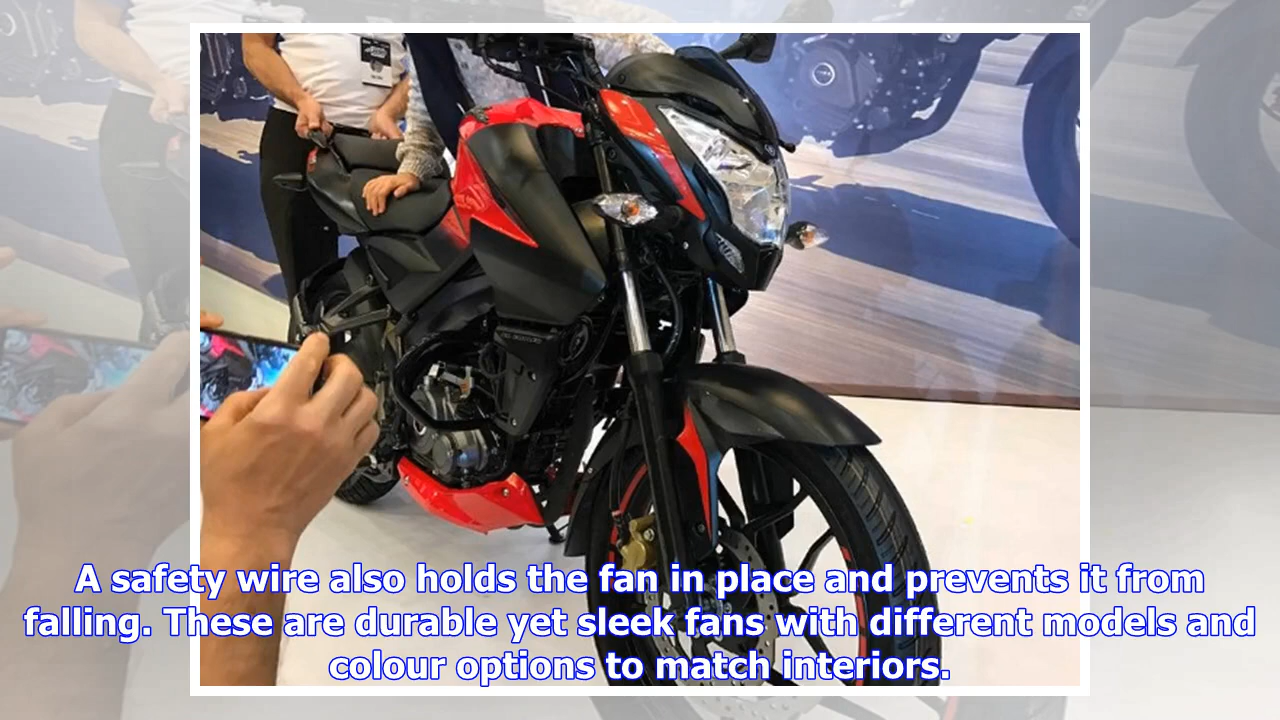 A safety wire also holds the fan in place and prevents it from
falling. These are durable yet sleek fans with different models and
colour options to match interiors.